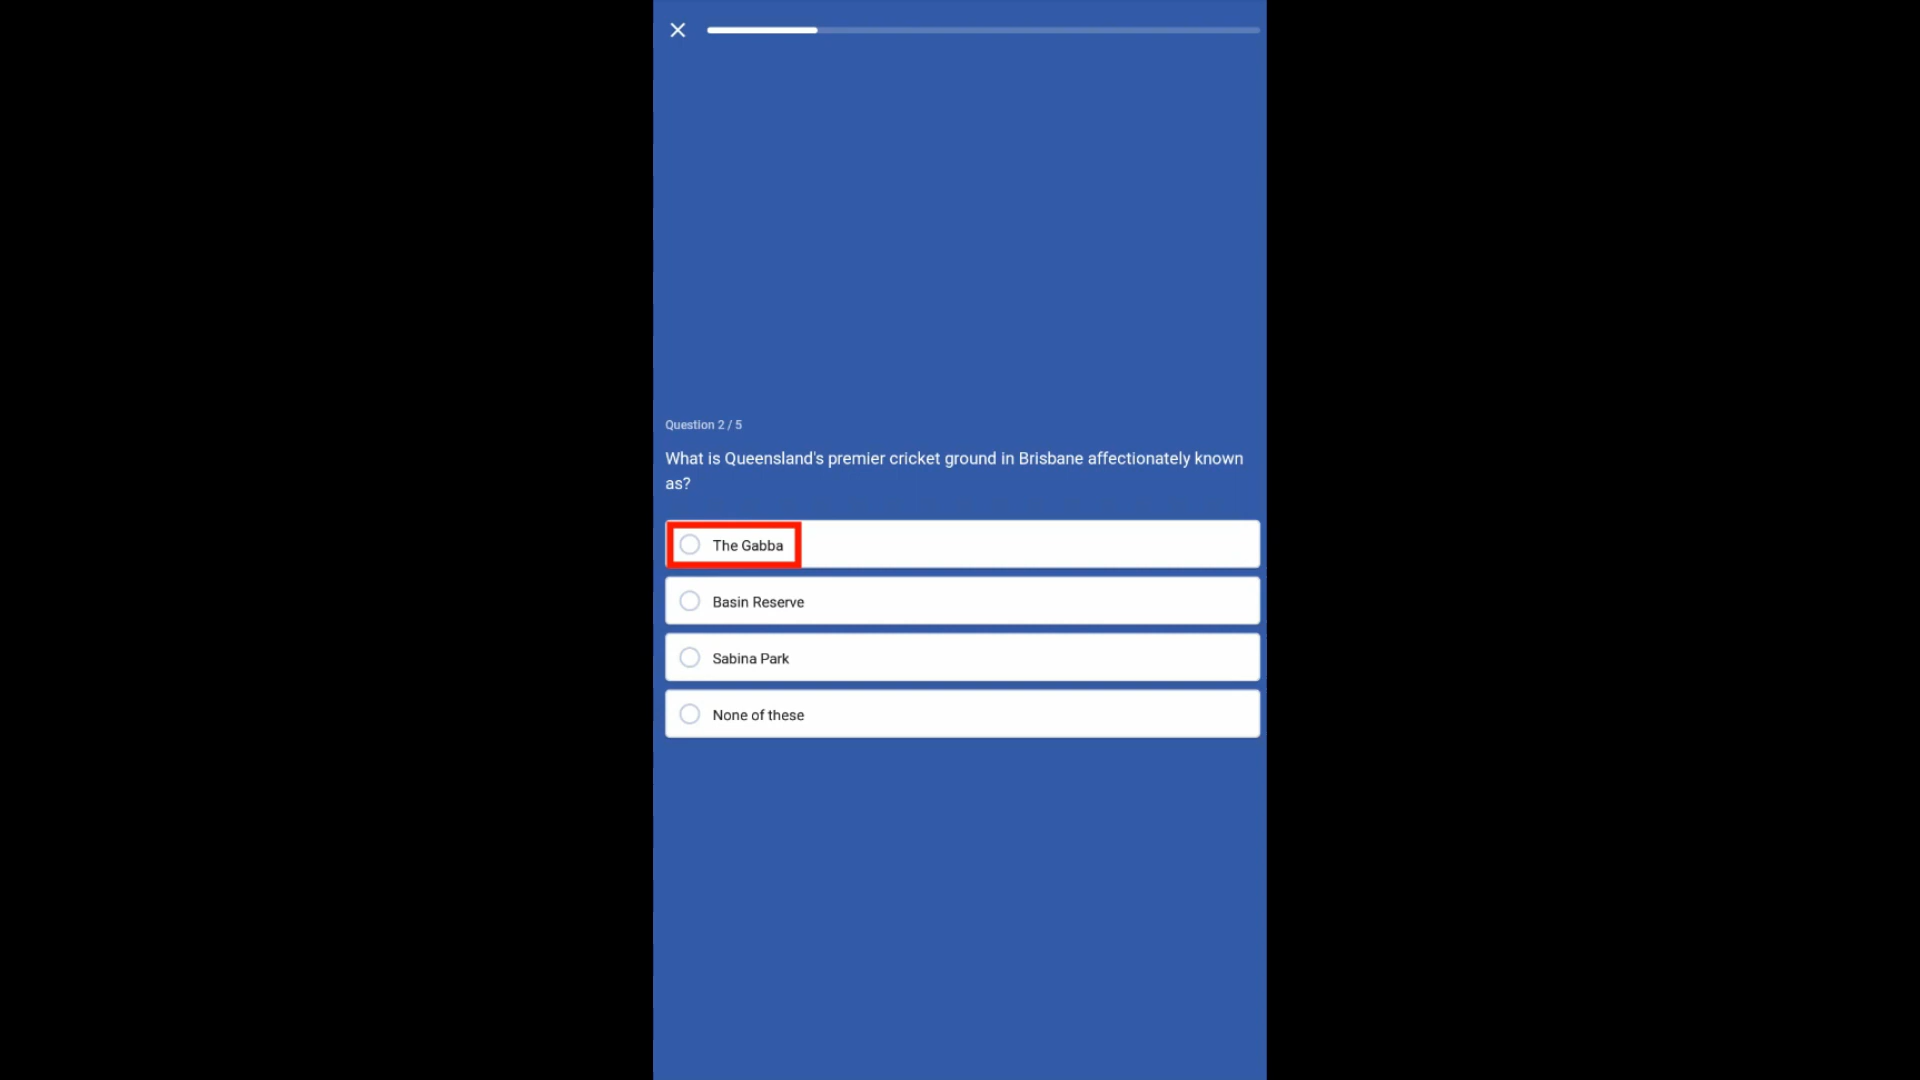 Question 2 / 5
What is Queensland's premier cricket ground in Brisbane affectionately known
as?
The Gabba
Basin Reserve
Sabina Park
None of these